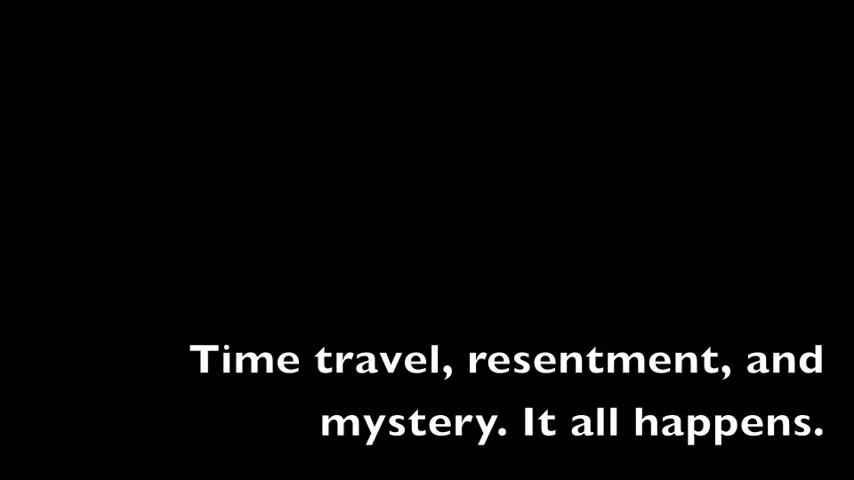 Time travel, resentment, and
mystery. It all happens.